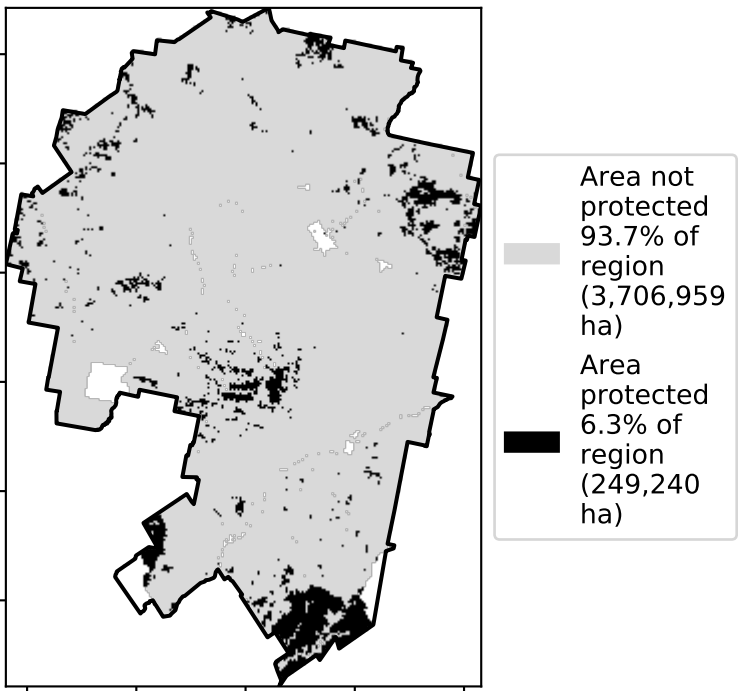 Area not
protected
93.7% of
region
(3,706,959
ha)
Area
protected
6.3% of
region
(249,240
ha)